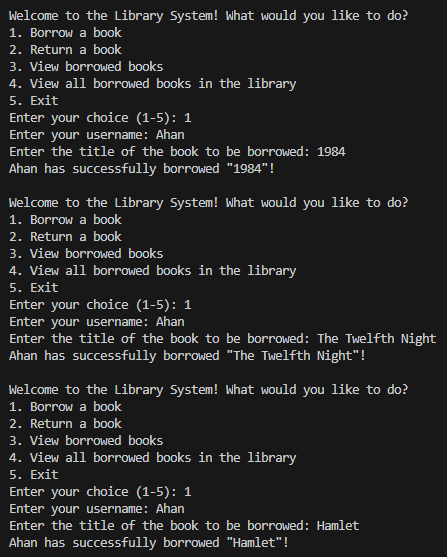 Welcome to the Library System! What would you like to do?
1. Borrow a book
2. Return a book
3. View borrowed books
4. View all borrowed books in the library
5. Exit
Enter your choice (1-5): 1
Enter your username: Ahan
Enter the title of the book to be borrowed: 1984
Ahan has successfully borrowed "1984"!
Welcome to the Library System! What would you like to do?
1. Borrow a book
2. Return a book
3. View borrowed books
4. View all borrowed books in the library
5. Exit
Enter your choice (1-5): 1
Enter your username: Ahan
Enter the title of the book to be borrowed: The Twelfth Night
Ahan has successfully borrowed "The Twelfth Night"!
Welcome to the Library System! What would you like to do?
1. Borrow a book
2. Return a book
3. View borrowed books
4. View all borrowed books in the library
5. Exit
Enter your choice (1-5): 1
Enter your username: Ahan
Enter the title of the book to be borrowed: Hamlet
Ahan has successfully borrowed "Hamlet"!